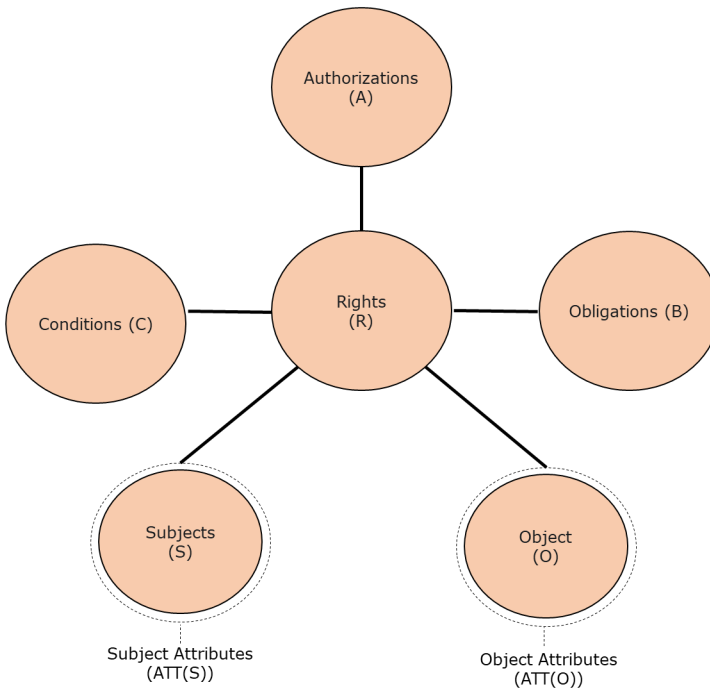 Authorizations
(A)
Rights
(R)
Conditions (C)
Obligations (B)
Subjects
(S)
Object
(O)
Subject Attributes
(ATT(S))
Object Attributes
(ATT(O))